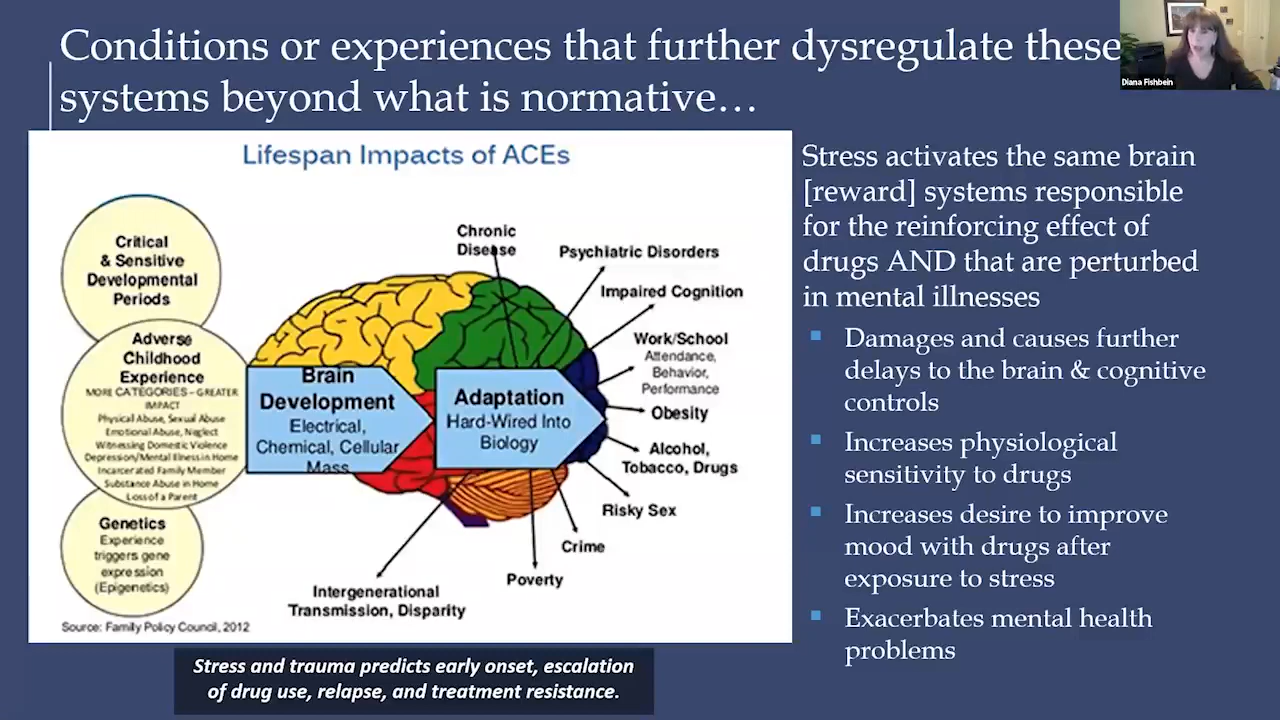 Conditions or experiences that further dysregulate these
systems beyond what is normative…
Diana Fishbein
Lifespan Impacts of ACEs
Critical
& Sensitive
Developmental
Periods
Adverse
Childhood
Experience
MORE CATEGORIES – GREATER
IMPACT
Physical Abuse, Sexual Abuse
Emotional Abuse, Neglect
Witnessing Domestic Violence
Depression/Mental Illness in Home
Incarcerated Family Member
Substance Abuse in Home
Loss of a Parent
Genetics
Experience
triggers gene
expression
(Epigenetics)
Brain
Development
Electrical,
Chemical, Cellular
Mass
Adaptation
Hard-Wired Into
Biology
Chronic
Disease
Psychiatric Disorders
Impaired Cognition
Work/School
Attendance,
Behavior,
Performance
Obesity
Alcohol,
Tobacco, Drugs
Risky Sex
Crime
Poverty
Intergenerational
Transmission, Disparity
Source: Family Policy Council, 2012
Stress and trauma predicts early onset, escalation
of drug use, relapse, and treatment resistance.
Stress activates the same brain
[reward] systems responsible
for the reinforcing effect of
drugs AND that are perturbed
in mental illnesses
Damages and causes further
delays to the brain & cognitive
controls
Increases physiological
sensitivity to drugs
Increases desire to improve
mood with drugs after
exposure to stress
Exacerbates mental health
problems